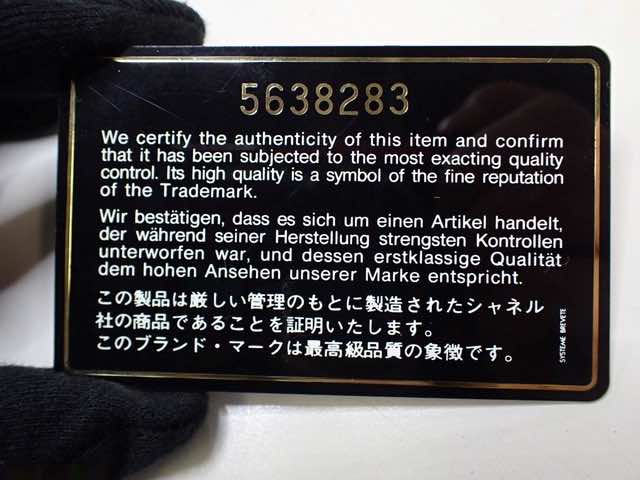 5638283
We certify the authenticity of this item and confirm
that it has been subjected to the most exacting quality
control. Its high quality is a symbol of the fine reputation
of the Trademark.
Wir bestätigen, dass es sich um einen Artikel handelt,
der während seiner Herstellung strengsten Kontrollen
unterworfen war, und dessen erstklassige Qualität
dem hohen Ansehen unserer Marke entspricht.
この製品は厳しい管理のもとに製造されたシャネル
社の商品であることを証明いたします。
このブランド・マークは最高級品質の象徴です。
SYSTEME BREVETE